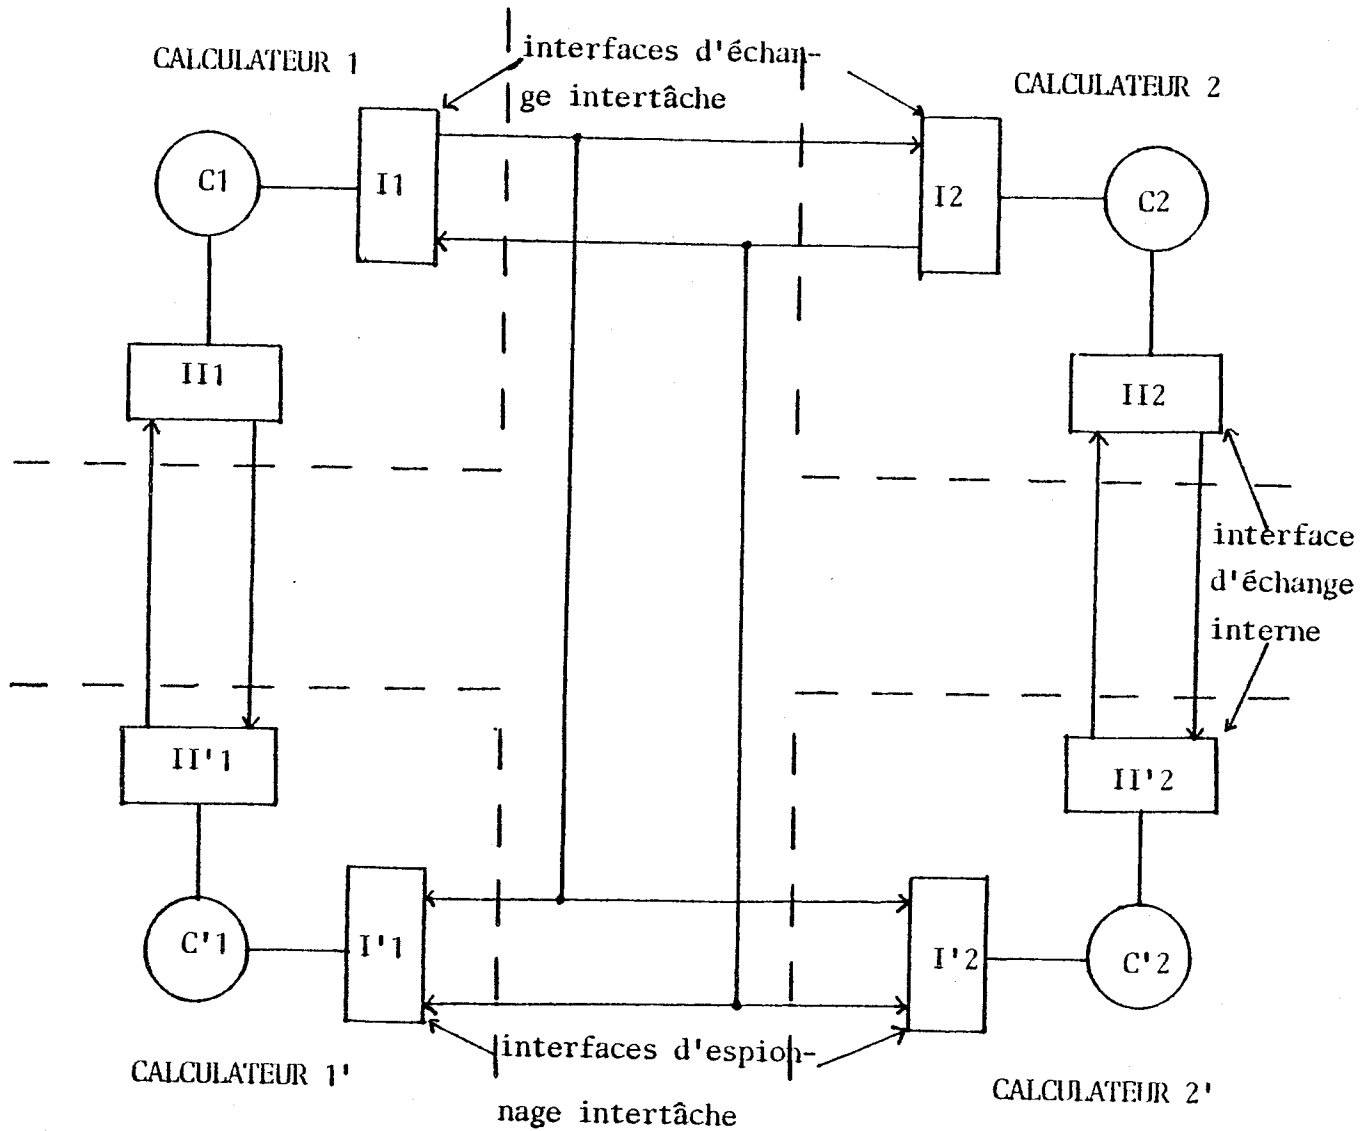 CALCULATEUR 1
interfaces d'échan-
ge intertâche
CALCULATEUR 2
C1
I1
I2
C2
II1
II2
interface
d'échange
interne
II'1
II'2
C'1
I'1
I'2
C'2
interfaces d'espion-
nage intertâche
CALCULATEUR 1'
CALCULATEUR 2'